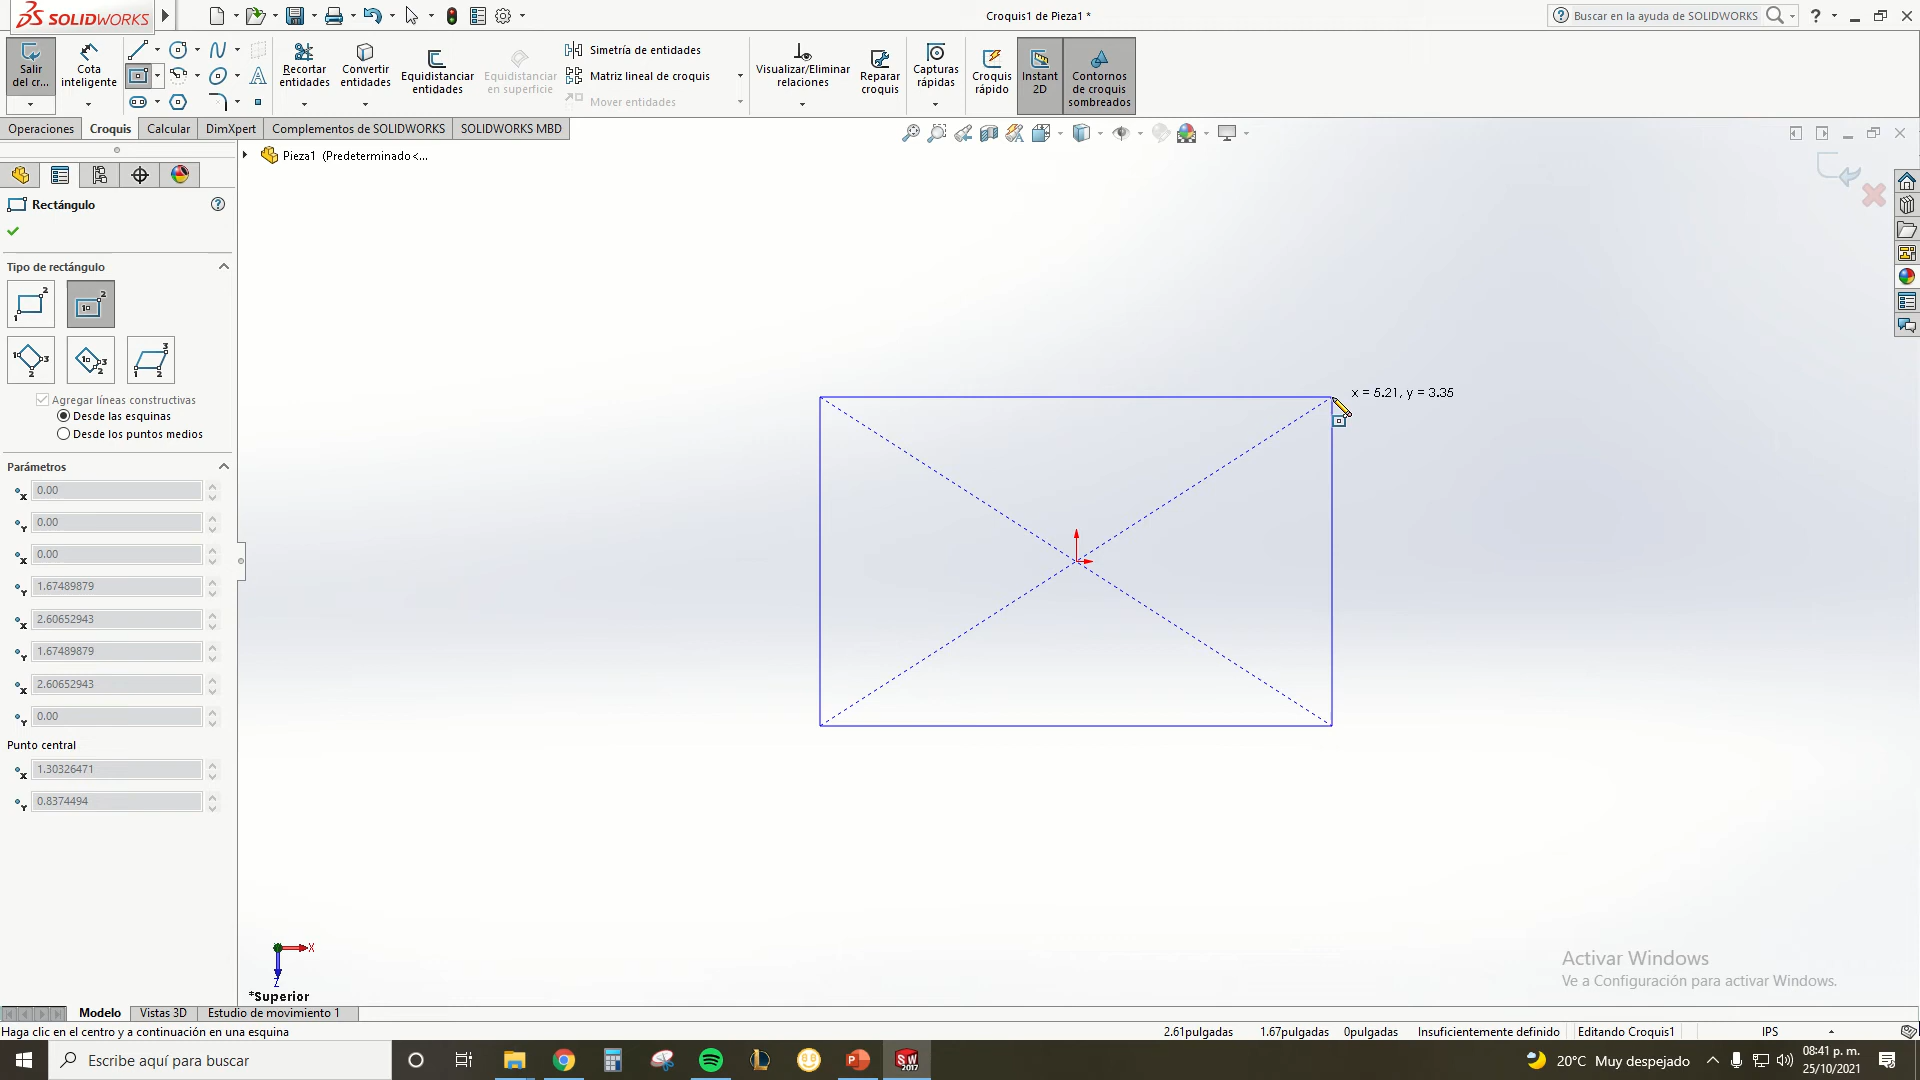 SOLIDWORKS
Croquis1 de Pieza1 *
Buscar en la ayuda de SOLIDWORKS
Salir
del cr...
Cota
inteligente
Recortar
entidades
Convertir
entidades
Equidistanciar
entidades
Equidistanciar
en superficie
Simetría de entidades
Matriz lineal de croquis
Mover entidades
Visualizar/Eliminar
relaciones
Reparar
croquis
Capturas
rápidas
Croquis
rápido
Instant
2D
Contornos
de croquis
sombreados
Operaciones
Croquis
Calcular
DimXpert
Complementos de SOLIDWORKS
SOLIDWORKS MBD
Pieza1 (Predeterminado<...
Rectángulo
Tipo de rectángulo
Agregar líneas constructivas
Desde las esquinas
Desde los puntos medios
Parámetros
0.00
0.00
0.00
1.67489879
2.60652943
1.67489879
2.60652943
0.00
Punto central
1.30326471
0.8374494
x = 5.21, y = 3.35
X
Z
*Superior
Activar Windows
Ve a Configuración para activar Windows.
Modelo
Vistas 3D
Estudio de movimiento 1
Haga clic en el centro y a continuación en una esquina
2.61pulgadas
1.67pulgadas
0pulgadas
Insuficientemente definido
Editando Croquis1
IPS
Escribe aquí para buscar
20°C Muy despejado
08:41 p. m.
25/10/2021